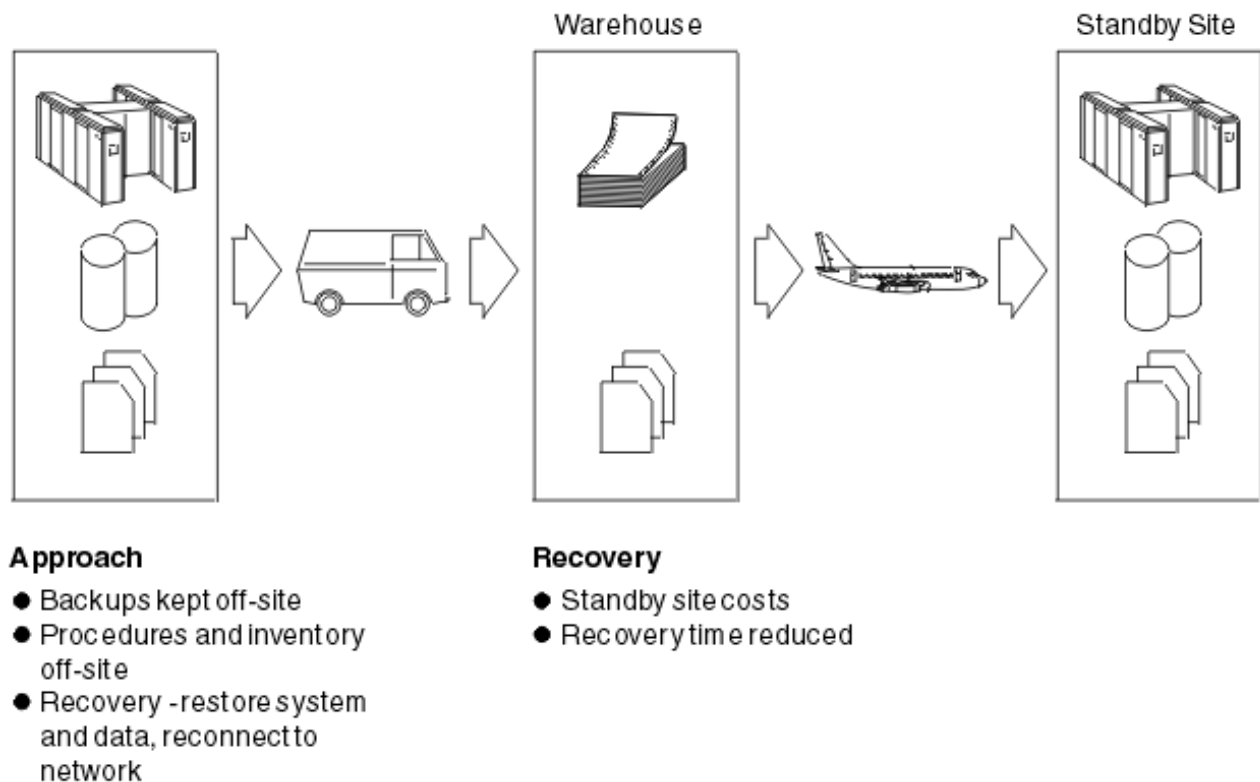 Warehouse
Standby Site
Approach
● Backups kept off-site
● Procedures and inventory
off-site
● Recovery - restore system
and data, reconnect to
network
Recovery
● Standby site costs
● Recovery time reduced